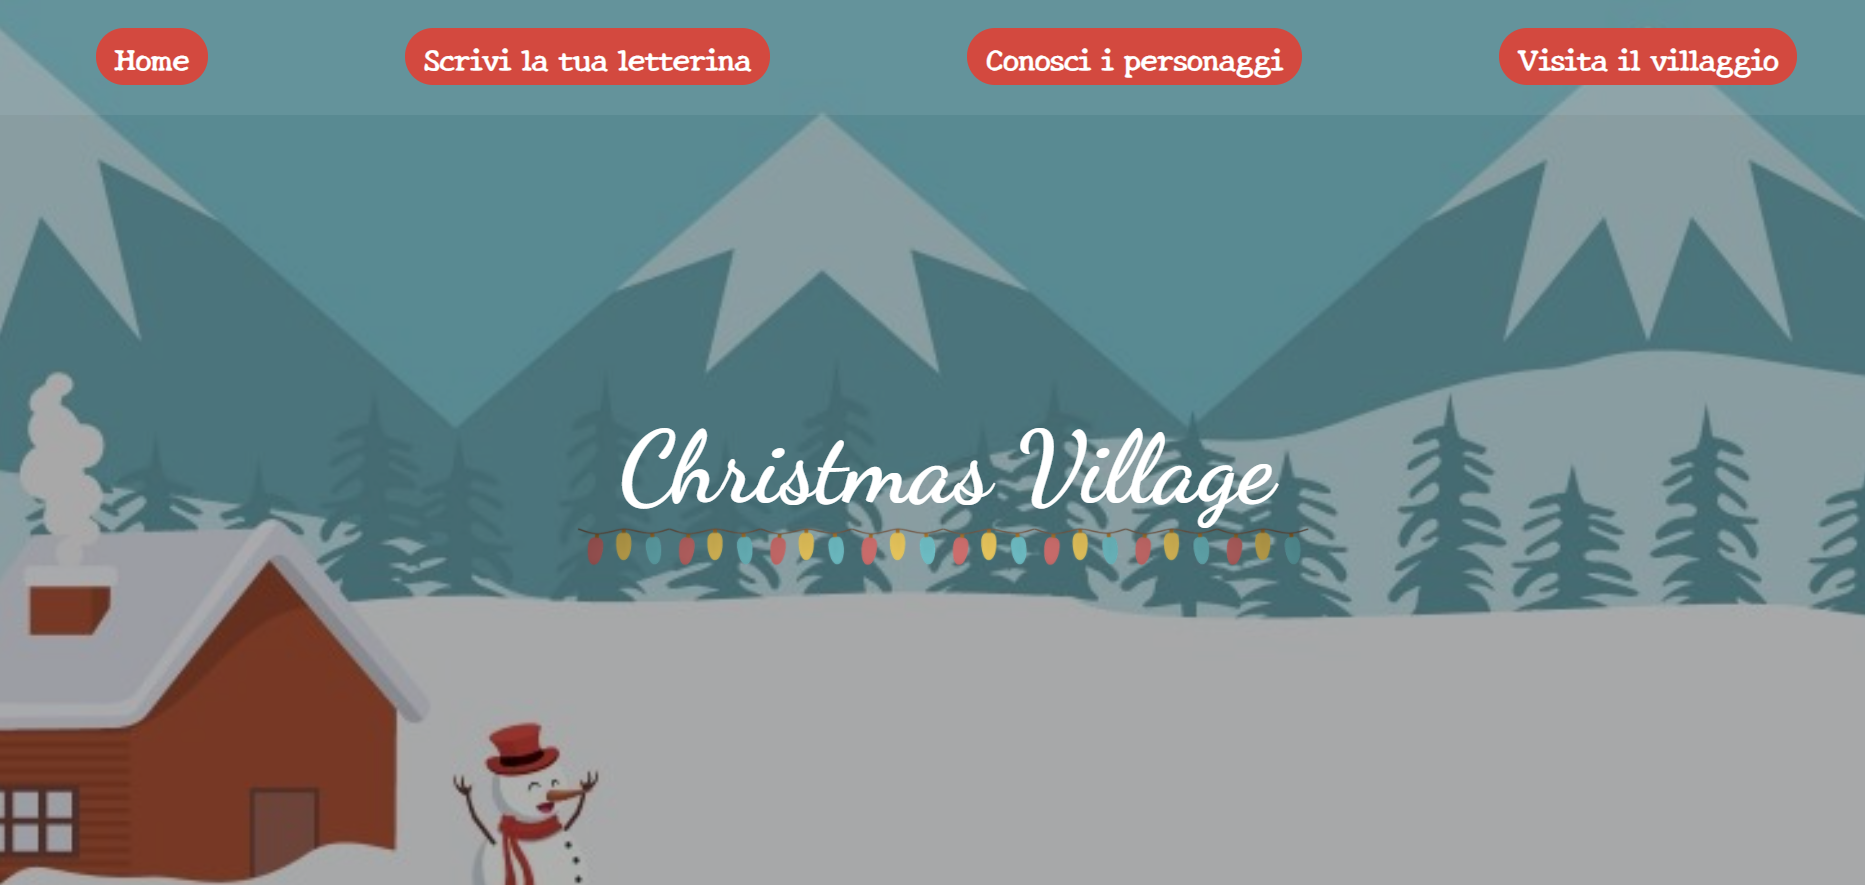 Home
Scrivi la tua letterina
Conosci i personaggi
Visita il villaggio
Christmas Village